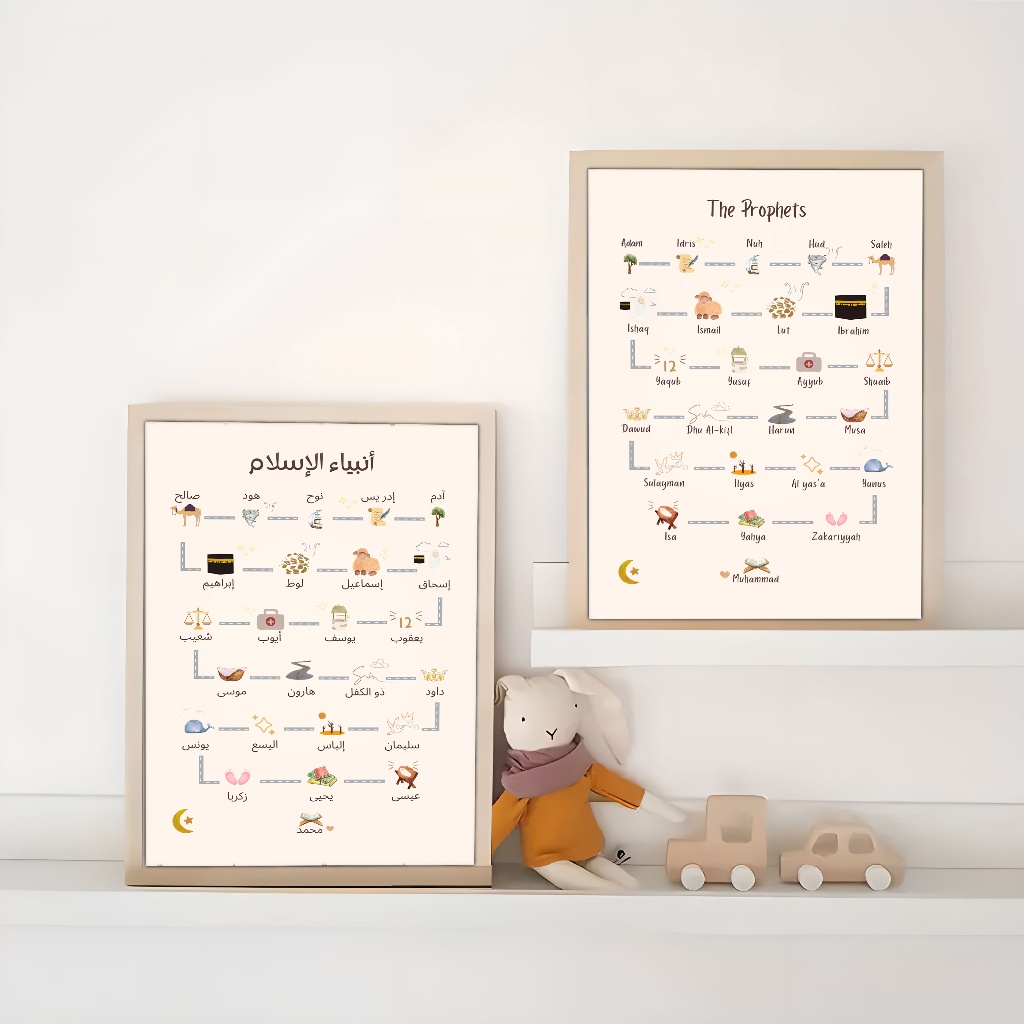 أنبياء الإسلام
آدم إدريس نوح هود صالح
إسحاق إسماعيل لوط إبراهيم
12
يعقوب يوسف أيوب شعيب
داود ذو الكفل هارون موسى
سليمان إلياس اليسع يونس
عيسى يحيى زكريا
محمد
The Prophets
Adam Idris Nuh Hud Saleh
Ishaq Ismail Lut Ibrahim
12
Yaqub Yusaf Ayyub Shuaib
Dawud Dhu Al-kifl Harun Musa
Sulayman Ilyas Al yas'a Yunus
Isa Yahya Zakariyyah
Muhammad